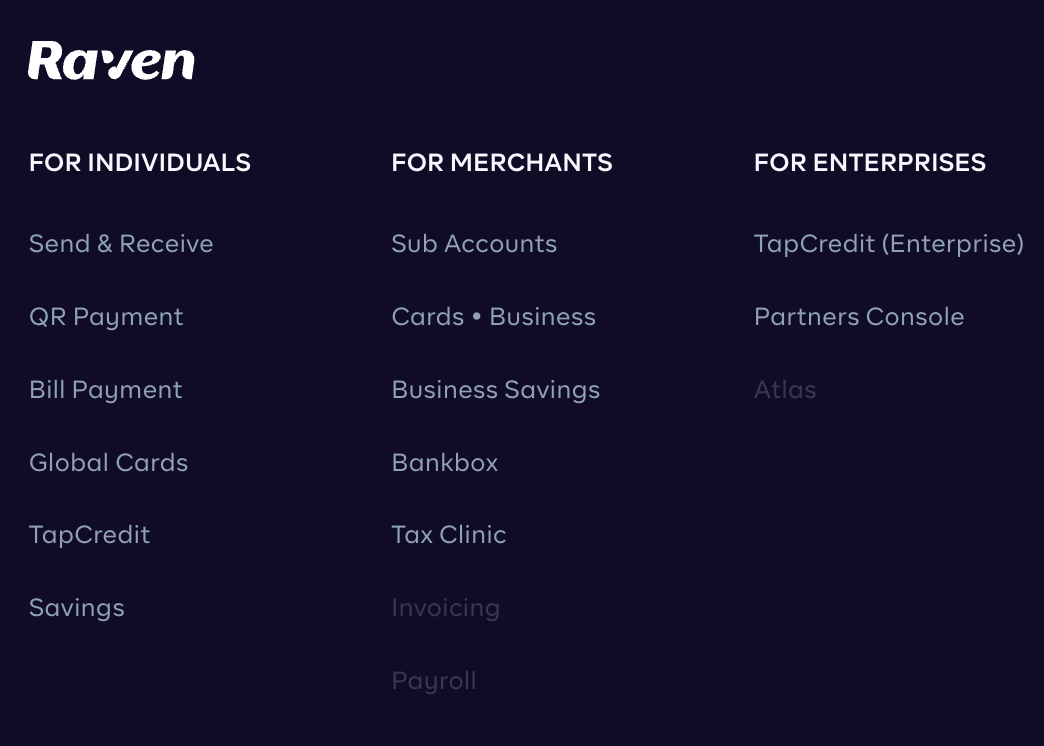 Raven
FOR INDIVIDUALS
Send & Receive
QR Payment
Bill Payment
Global Cards
TapCredit
Savings
FOR MERCHANTS
Sub Accounts
Cards • Business
Business Savings
Bankbox
Tax Clinic
Invoicing
Payroll
FOR ENTERPRISES
TapCredit (Enterprise)
Partners Console
Atlas